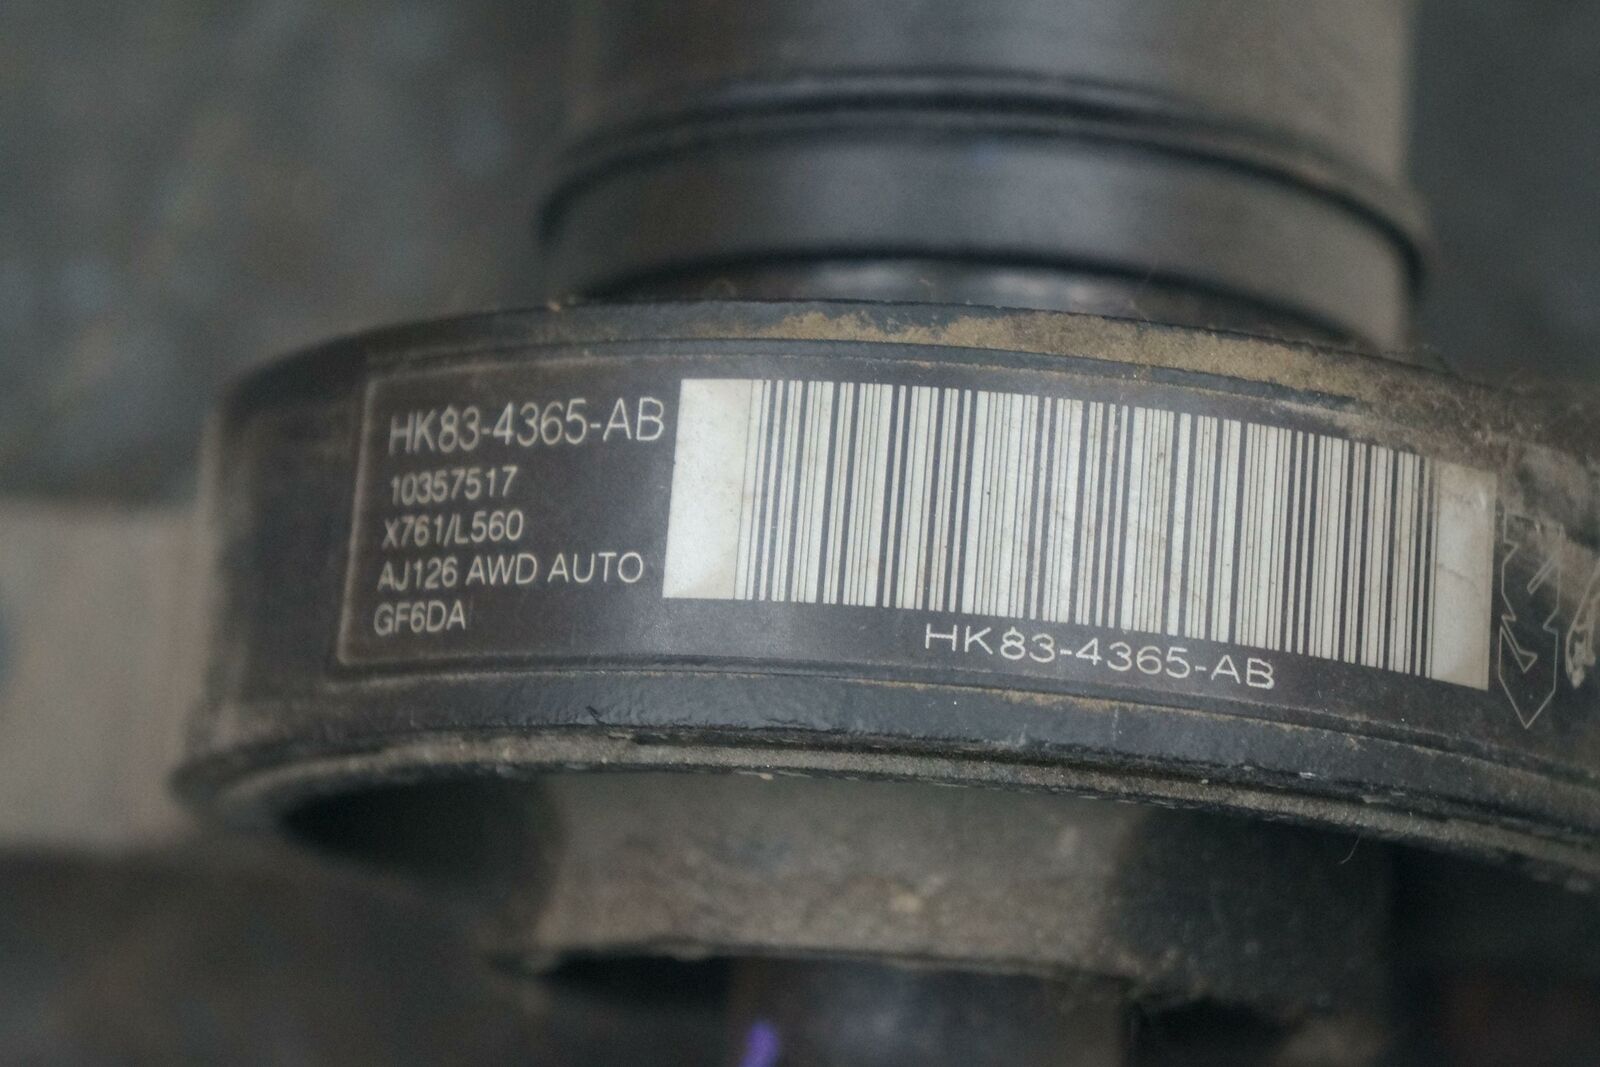 HK83-4365-AB
10357517
X761/L560
AJ126 AWD AUTO
GF6DA
HK83-4365-AB